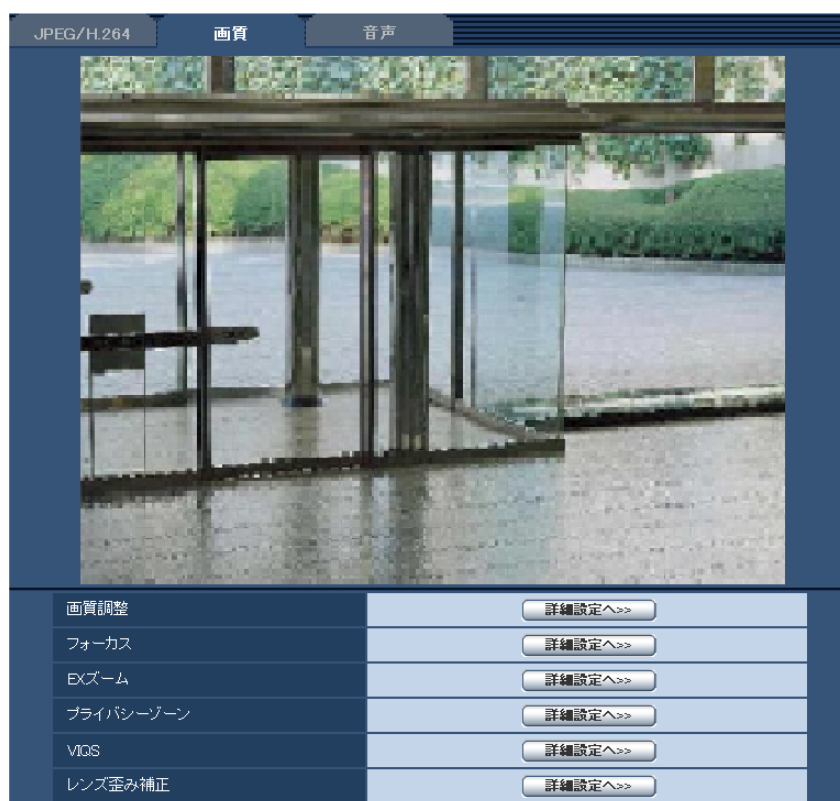 JPEG/H.264 画質 音声
画質調整 詳細設定へ>>
フォーカス 詳細設定へ>>
EXズーム 詳細設定へ>>
プライバシーゾーン 詳細設定へ>>
VIQS 詳細設定へ>>
レンズ歪み補正 詳細設定へ>>